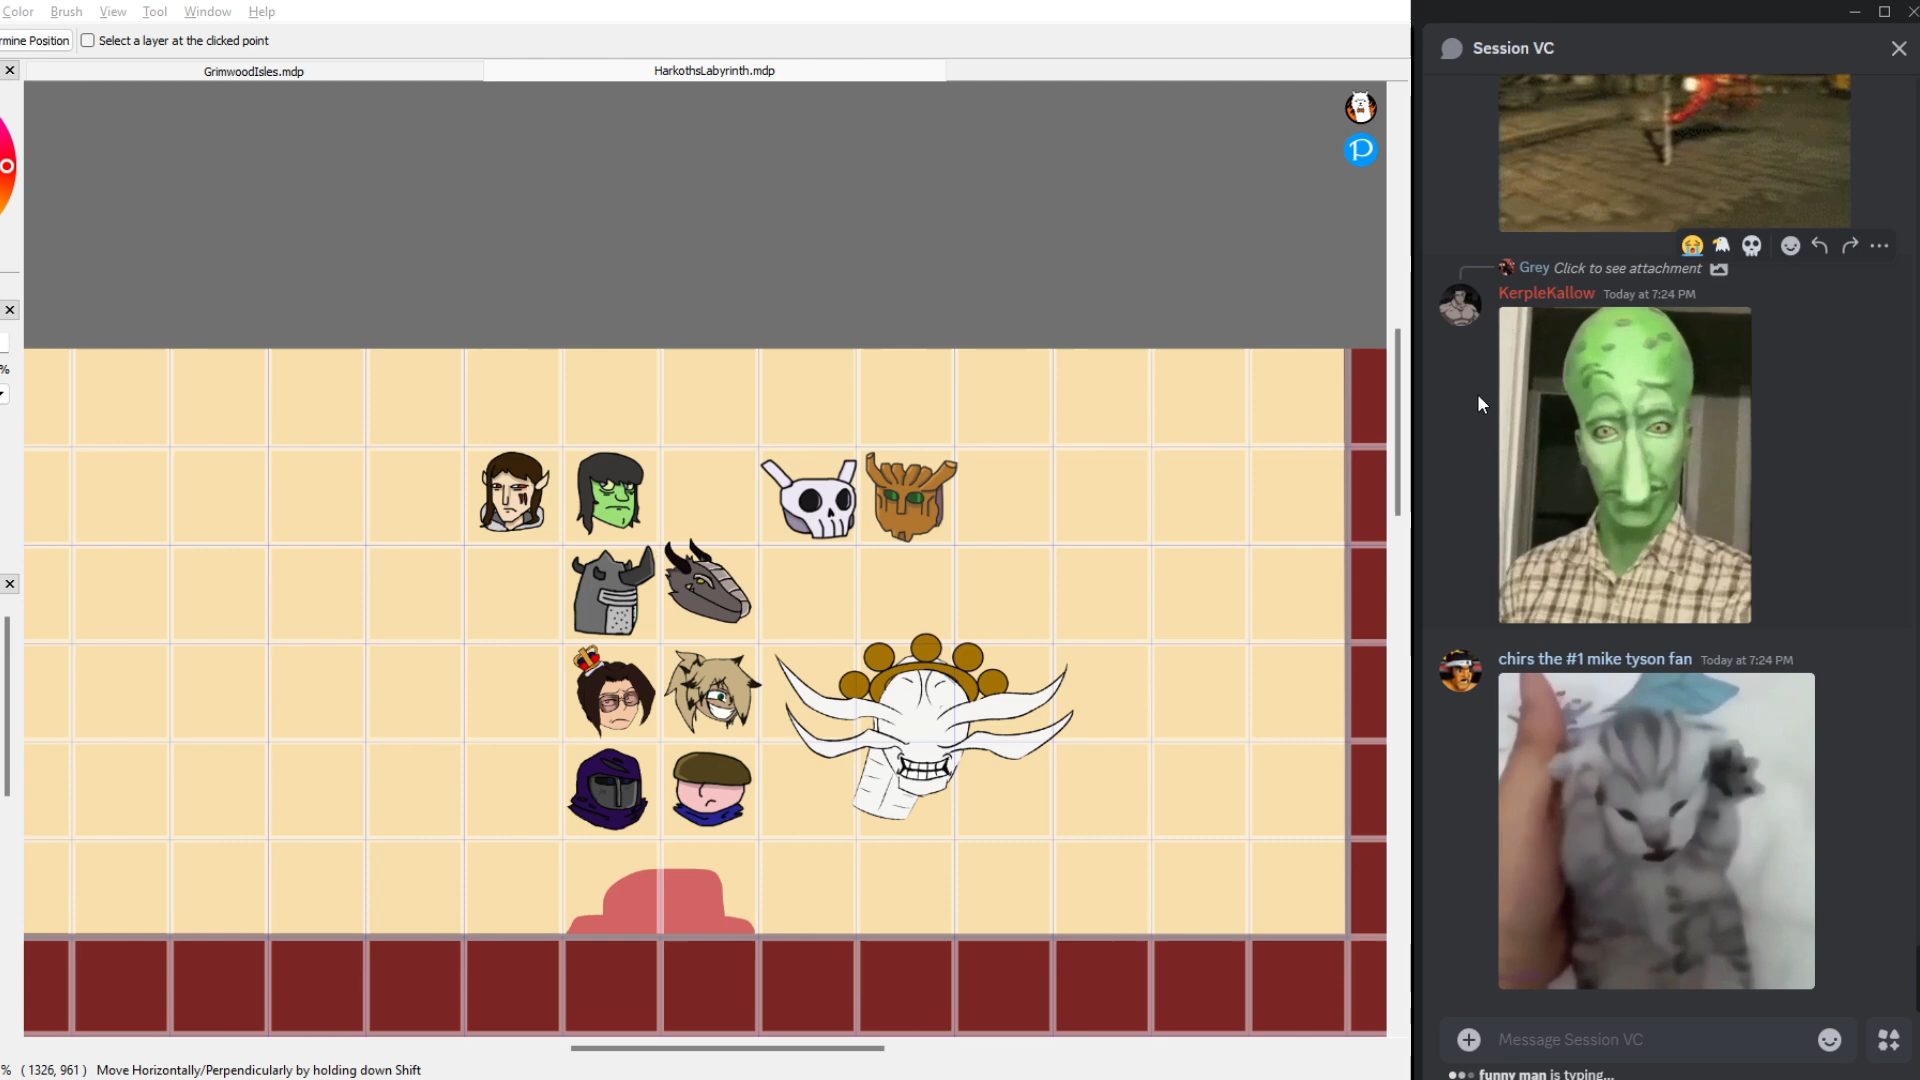 Color Brush View Tool Window Help
rmine Position Select a layer at the clicked point
GrimwoodIsles.mdp HarkothsLabyrinth.mdp
%
% ( 1326, 961 ) Move Horizontally/Perpendicularly by holding down Shift
Session VC
Grey Click to see attachment
KerpleKallow Today at 7:24 PM
chirs the #1 mike tyson fan Today at 7:24 PM
Message Session VC
funny man is typing...